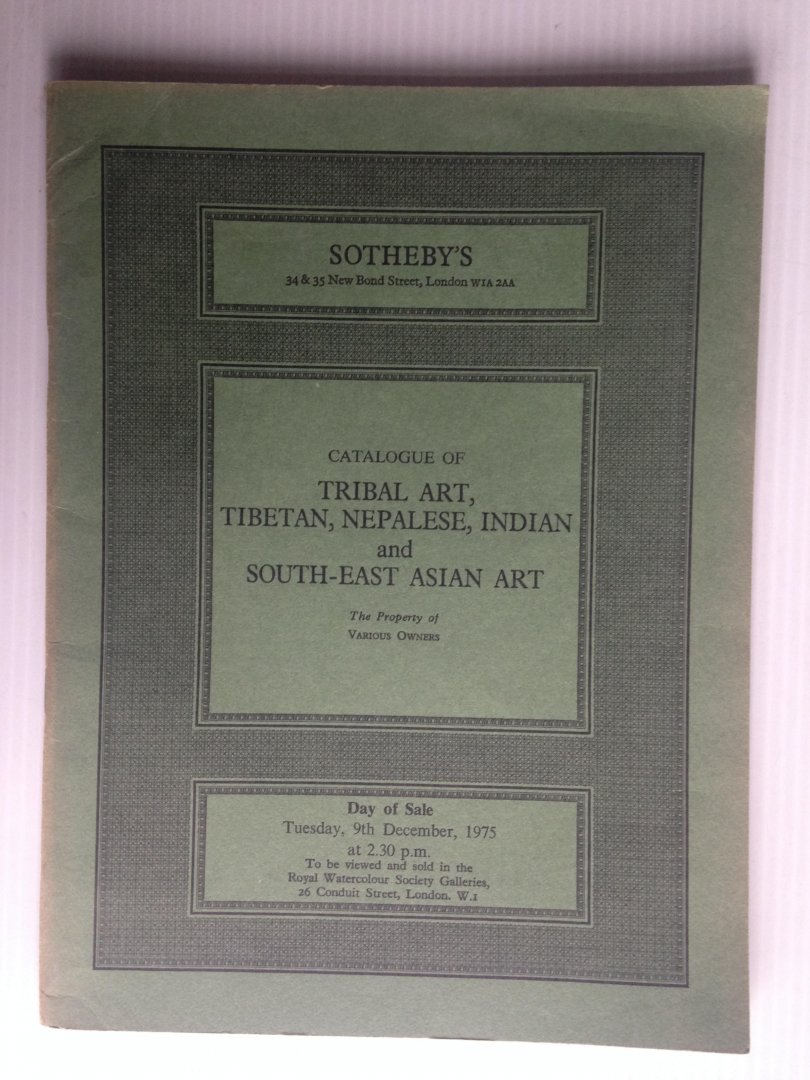 SOTHEBY'S
34 & 35 New Bond Street, London W1A 2AA
CATALOGUE OF
TRIBAL ART,
TIBETAN, NEPALESE, INDIAN
and
SOUTH-EAST ASIAN ART
The Property of
VARIOUS OWNERS
Day of Sale
Tuesday, 9th December, 1975
at 2.30 p.m.
To be viewed and sold in the
Royal Watercolour Society Galleries,
26 Conduit Street, London. W.1